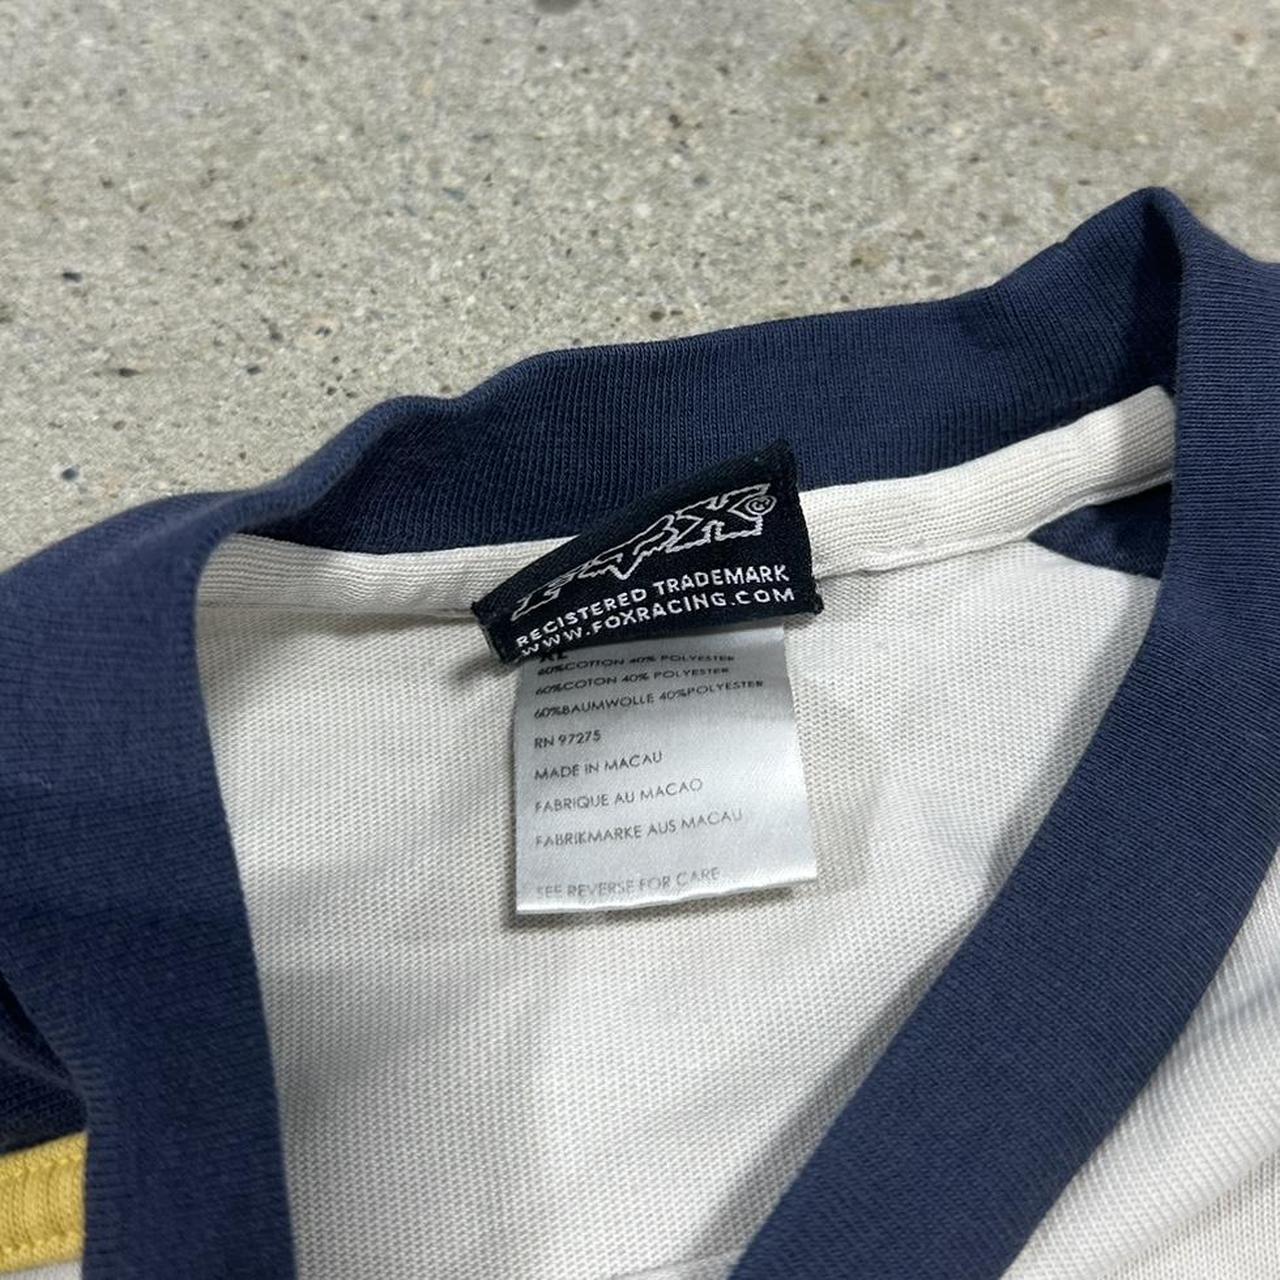 FOX®
REGISTERED TRADEMARK
WWW.FOXRACING.COM
XL
60%COTTON 40% POLYESTER
60%COTON 40% POLYESTER
60%BAUMWOLLE 40%POLYESTER
RN 97275
MADE IN MACAU
FABRIQUE AU MACAO
FABRIKMARKE AUS MACAU
SEE REVERSE FOR CARE